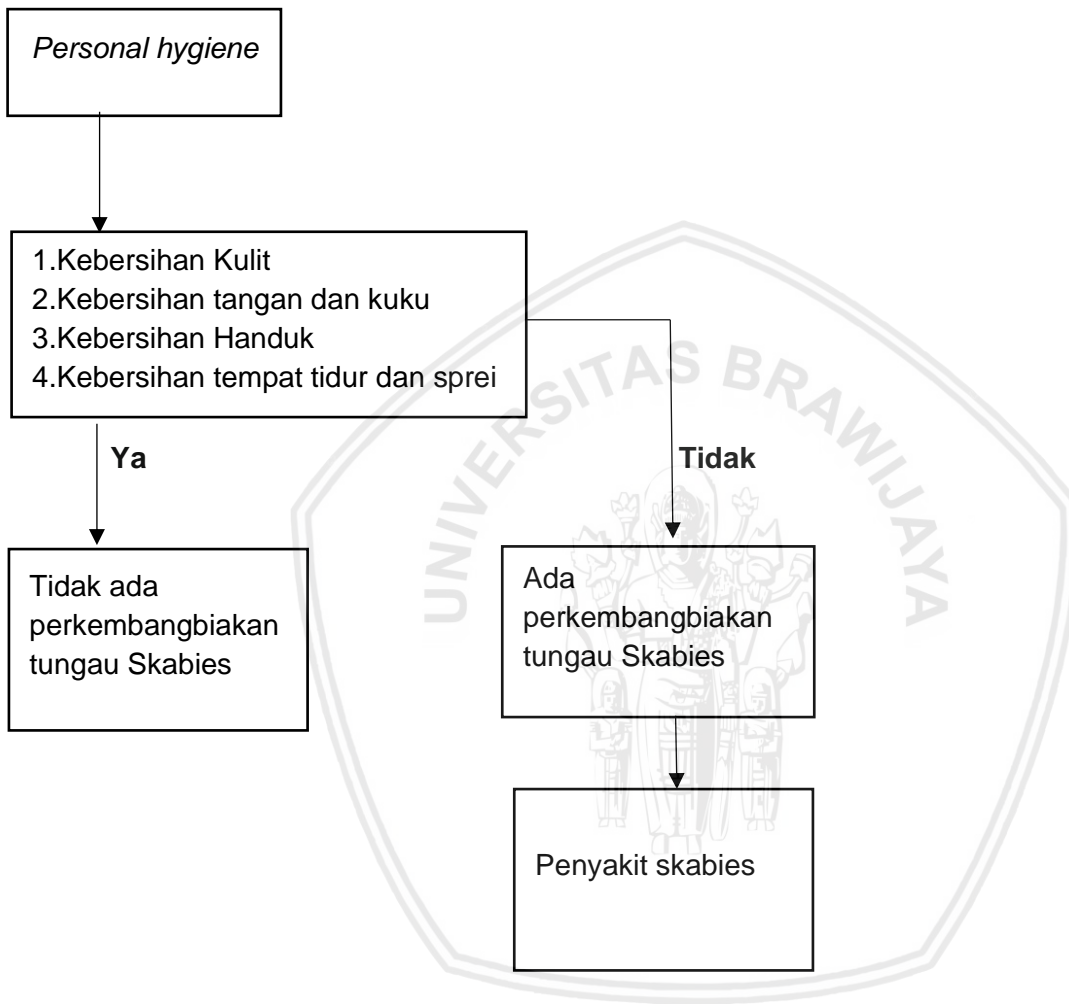 Personal hygiene
1.Kebersihan Kulit
2.Kebersihan tangan dan kuku
3.Kebersihan Handuk
4.Kebersihan tempat tidur dan sprei
UNIVERSITAS BRAWIJAYA
Ya
Tidak
Tidak ada
perkembangbiakan
tungau Skabies
Ada
perkembangbiakan
tungau Skabies
Penyakit skabies